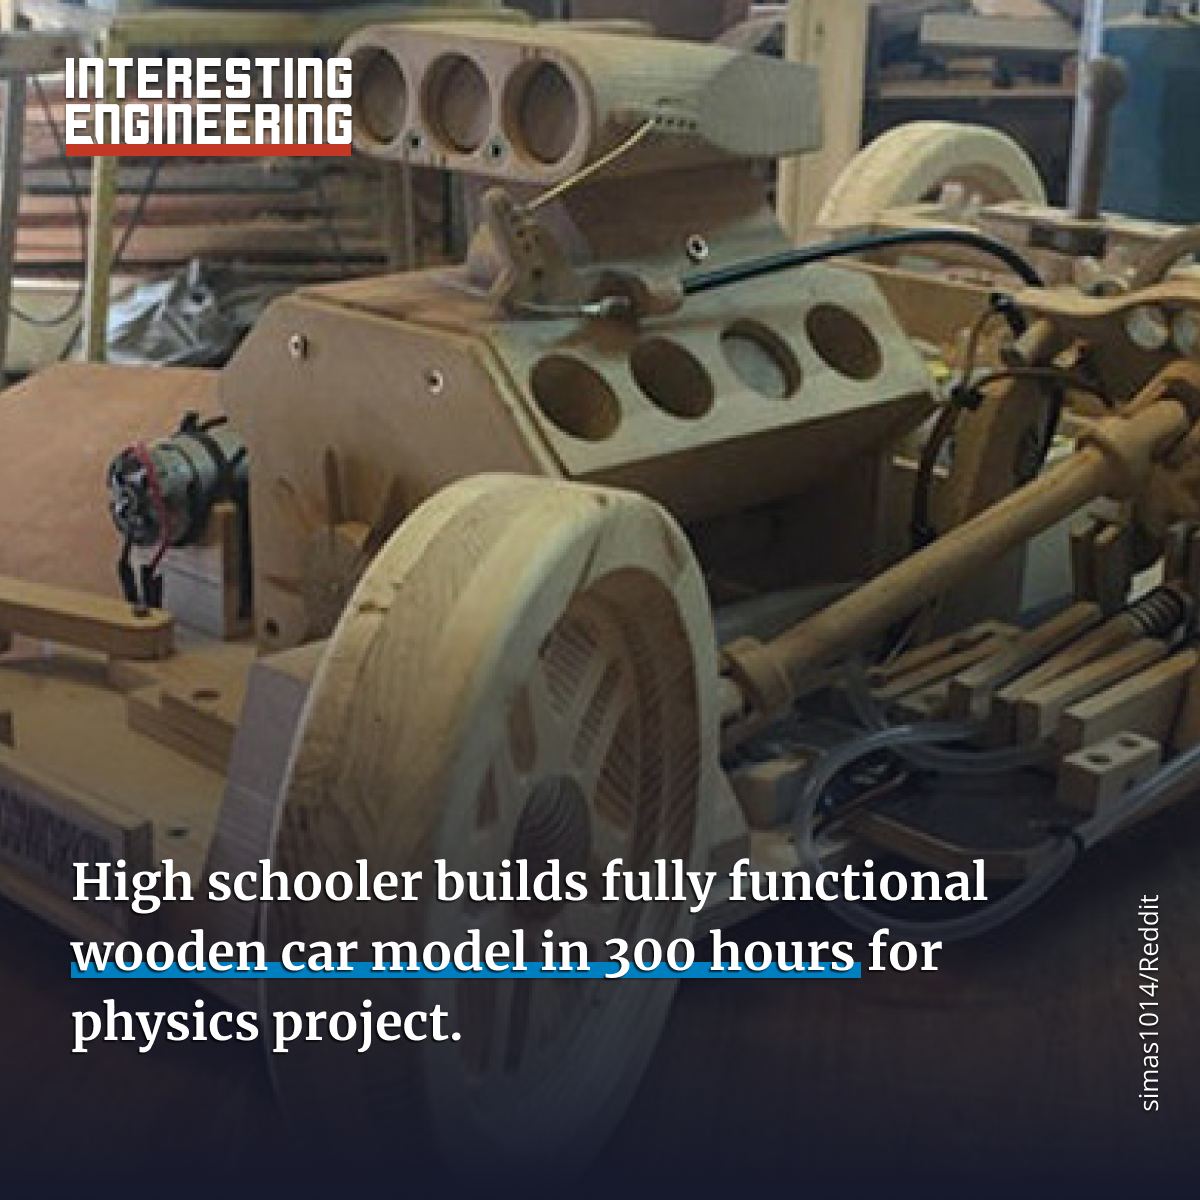 INTERESTING
ENGINEERING
High schooler builds fully functional
wooden car model in 300 hours for
physics project.
simas1014/Reddit